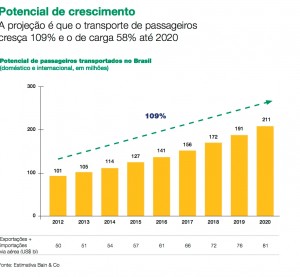 Potencial de crescimento
A projeção é que o transporte de passageiros
cresça 109% e o de carga 58% até 2020
Potencial de passageiros transportados no Brasil
(doméstico e internacional, em milhões)
300
109%
211
200
191
172
156
141
127
114
101
105
100
0
2012 2013 2014 2015 2016 2017 2018 2019 2020
Exportações +
importações
via aérea (US$ bi)
50 51 54 57 61 66 72 76 81
Fonte: Estimativa Bain & Co